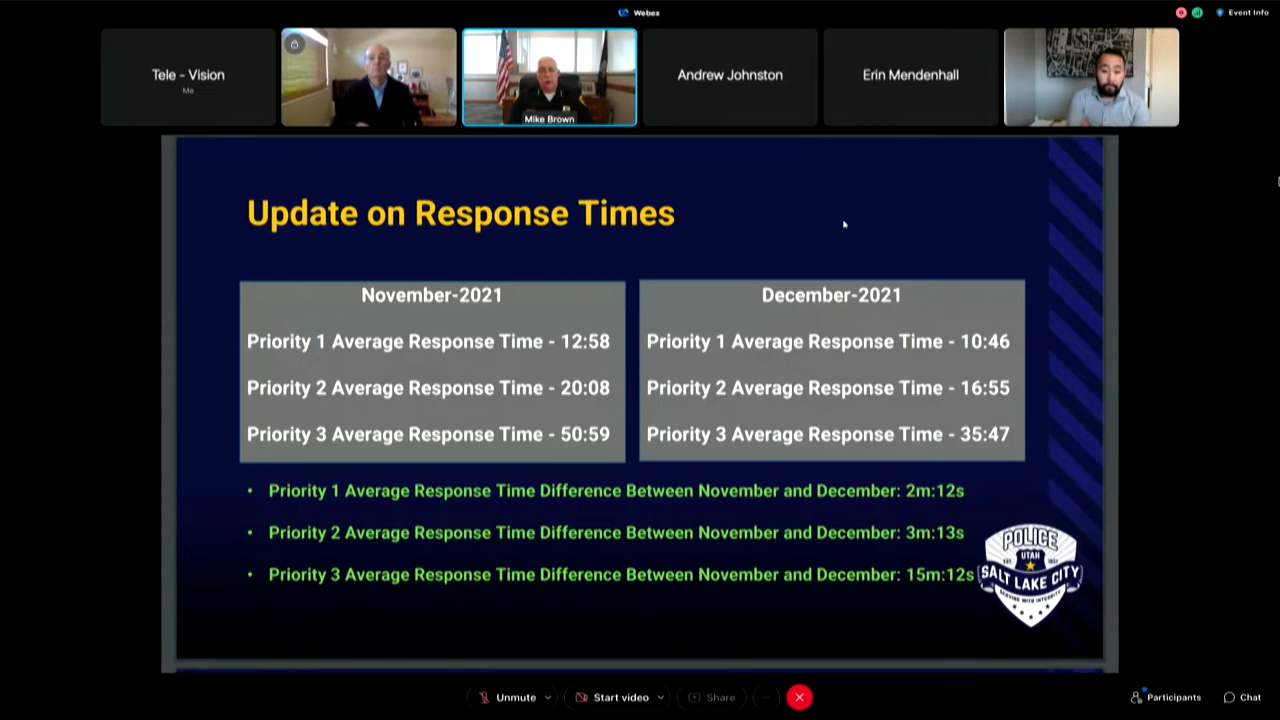 Webex
Event Info
Tele - Vision
Me
Mike Brown
Andrew Johnston
Erin Mendenhall
Update on Response Times
November-2021
Priority 1 Average Response Time - 12:58
Priority 2 Average Response Time - 20:08
Priority 3 Average Response Time - 50:59
December-2021
Priority 1 Average Response Time - 10:46
Priority 2 Average Response Time - 16:55
Priority 3 Average Response Time - 35:47
• Priority 1 Average Response Time Difference Between November and December: 2m:12s
• Priority 2 Average Response Time Difference Between November and December: 3m:13s
• Priority 3 Average Response Time Difference Between November and December: 15m:12s
POLICE
UTAH
SALT LAKE CITY
SERVING WITH INTEGRITY
Unmute
Start video
Share
Participants
Chat